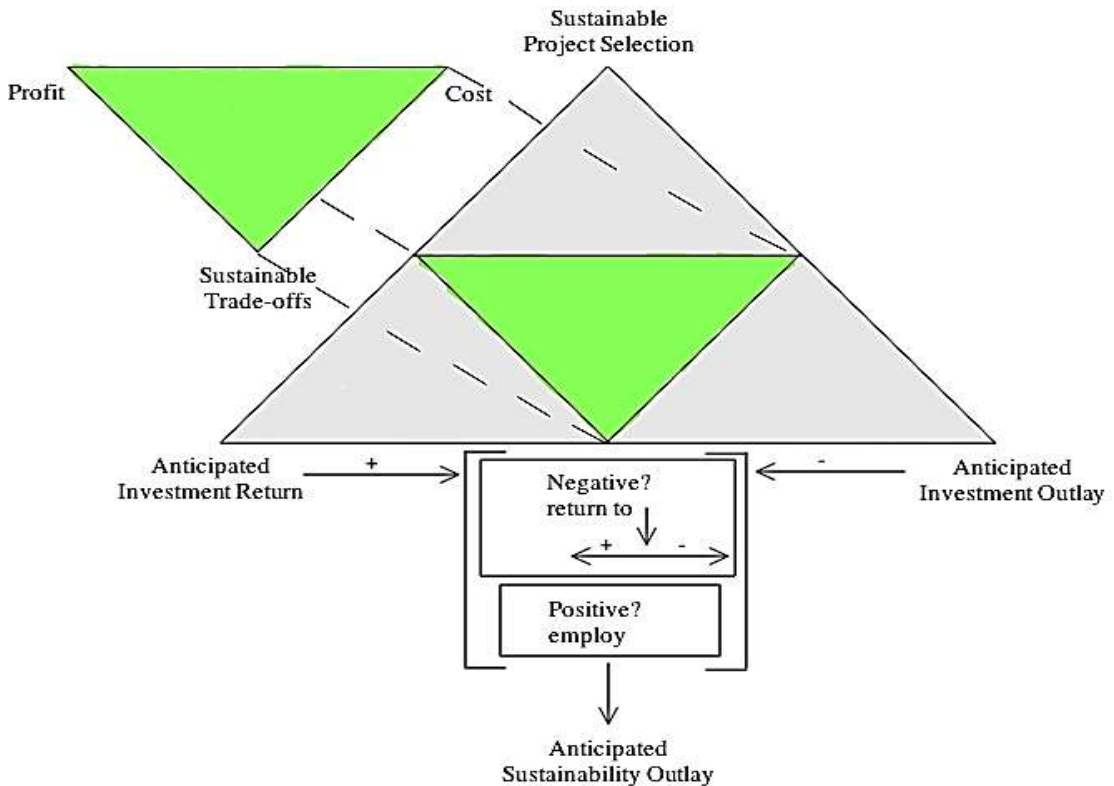 Sustainable
Project Selection
Profit
Cost
Sustainable
Trade-offs
Anticipated
Investment Return
+
-
Anticipated
Investment Outlay
Negative?
return to
+ -
Positive?
employ
Anticipated
Sustainability Outlay